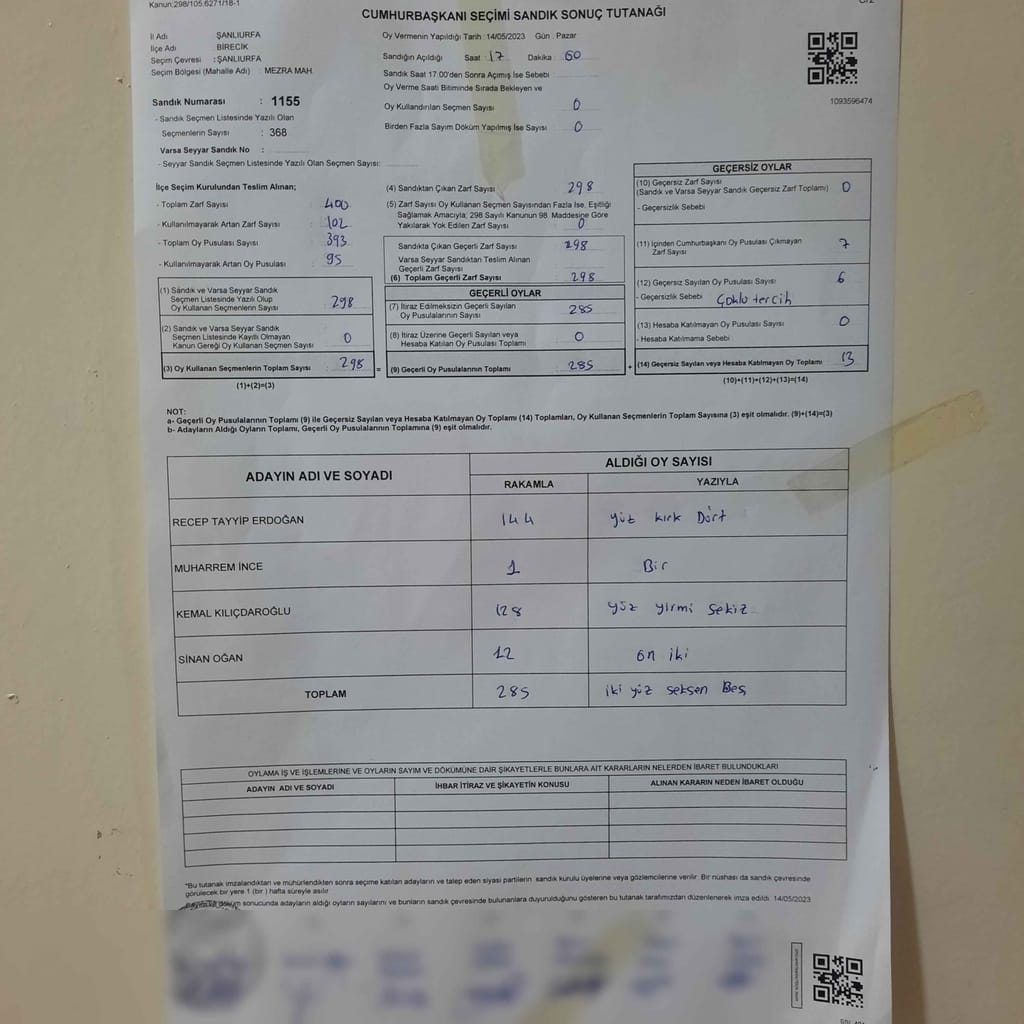 Kanun:298/105.6271/18-1
CUMHURBAŞKANI SEÇİMİ SANDIK SONUÇ TUTANAĞI
İl Adı ŞANLIURFA
İlçe Adı BİRECİK
Seçim Çevresi : ŞANLIURFA
Seçim Bölgesi (Mahalle Adı) : MEZRA MAH.
Sandık Numarası : 1155
- Sandık Seçmen Listesinde Yazılı Olan
Seçmenlerin Sayısı : 368
Varsa Seyyar Sandık No :
- Seyyar Sandık Seçmen Listesinde Yazılı Olan Seçmen Sayısı:
Oy Vermenin Yapıldığı Tarih : 14/05/2023 Gün : Pazar
Sandığın Açıldığı Saat : 17 Dakika 60
Sandık Saat 17:00'den Sonra Açımış İse Sebebi
Oy Verme Saati Bitiminde Sırada Bekleyen ve
Oy Kullandırılan Seçmen Sayısı 0
Birden Fazla Sayım Döküm Yapılmış İse Sayısı 0
1093596474
İlçe Seçim Kurulundan Teslim Alınan;
- Toplam Zarf Sayısı : 400
- Kullanılmayarak Artan Zarf Sayısı : 102
- Toplam Oy Pusulası Sayısı : 393
- Kullanılmayarak Artan Oy Pusulası : 95
(1) Sandık ve Varsa Seyyar Sandık
Seçmen Listesinde Yazılı Olup
Oy Kullanan Seçmenlerin Sayısı : 298
(2) Sandık ve Varsa Seyyar Sandık
Seçmen Listesinde Kayıtlı Olmayan
Kanun Gereği Oy Kullanan Seçmen Sayısı 0
(3) Oy Kullanan Seçmenlerin Toplam Sayısı : 298 =
(1)+(2)=(3)
(4) Sandıktan Çıkan Zarf Sayısı : 298
(5) Zarf Sayısı Oy Kullanan Seçmen Sayısından Fazla İse, Eşitliği
Sağlamak Amacıyla; 298 Sayılı Kanunun 98. Maddesine Göre
Yakılarak Yok Edilen Zarf Sayısı : 0
Sandıkta Çıkan Geçerli Zarf Sayısı : 298
Varsa Seyyar Sandıktan Teslim Alınan
Geçerli Zarf Sayısı
(6) Toplam Geçerli Zarf Sayısı : 298
GEÇERLİ OYLAR
(7) İtiraz Edilmeksizin Geçerli Sayılan
Oy Pusulalarının Sayısı : 285
(8) İtiraz Üzerine Geçerli Sayılan veya
Hesaba Katılan Oy Pusulası Toplamı : 0
(9) Geçerli Oy Pusulalarının Toplamı : 285 +
GEÇERSİZ OYLAR
(10) Geçersiz Zarf Sayısı
(Sandık ve Varsa Seyyar Sandık Geçersiz Zarf Toplamı) : 0
- Geçersizlik Sebebi
(11) İçinden Cumhurbaşkanı Oy Pusulası Çıkmayan
Zarf Sayısı : 7
(12) Geçersiz Sayılan Oy Pusulası Sayısı : 6
- Geçersizlik Sebebi Çoklu tercih
(13) Hesaba Katılmayan Oy Pusulası Sayısı : 0
- Hesaba Katılmama Sebebi
(14) Geçersiz Sayılan veya Hesaba Katılmayan Oy Toplamı : 13
(10)+(11)+(12)+(13)=(14)
NOT:
a- Geçerli Oy Pusulalarının Toplamı (9) ile Geçersiz Sayılan veya Hesaba Katılmayan Oy Toplamı (14) Toplamları, Oy Kullanan Seçmenlerin Toplam Sayısına (3) eşit olmalıdır. (9)+(14)=(3)
b- Adayların Aldığı Oyların Toplamı, Geçerli Oy Pusulalarının Toplamına (9) eşit olmalıdır.
ADAYIN ADI VE SOYADI ALDIĞI OY SAYISI
RAKAMLA YAZIYLA
RECEP TAYYİP ERDOĞAN 144 yüz kırk Dört
MUHARREM İNCE 1 Bir
KEMAL KILIÇDAROĞLU 128 yüz yirmi sekiz
SİNAN OĞAN 12 on iki
TOPLAM 285 iki yüz seksen Beş
OYLAMA İŞ VE İŞLEMLERİNE VE OYLARIN SAYIM VE DÖKÜMÜNE DAİR ŞİKAYETLERLE BUNLARA AİT KARARLARIN NELERDEN İBARET BULUNDUKLARI
ADAYIN ADI VE SOYADI İHBAR İTİRAZ VE ŞİKAYETİN KONUSU ALINAN KARARIN NEDEN İBARET OLDUĞU
*Bu tutanak imzalandıktan ve mühürlendikten sonra seçime katılan adayların ve talep eden siyasi partilerin sandık kurulu üyelerine veya gözlemcilerine verilir. Bir nüshası da sandık çevresinde
görülecek bir yere 1 (bir) hafta süreyle asılır
döküm sonucunda adayların aldığı oyların sayılarını ve bunların sandık çevresinde bulunanlara duyurulduğunu gösteren bu tutanak tarafımızdan düzenlenerek imza edildi. 14/05/2023